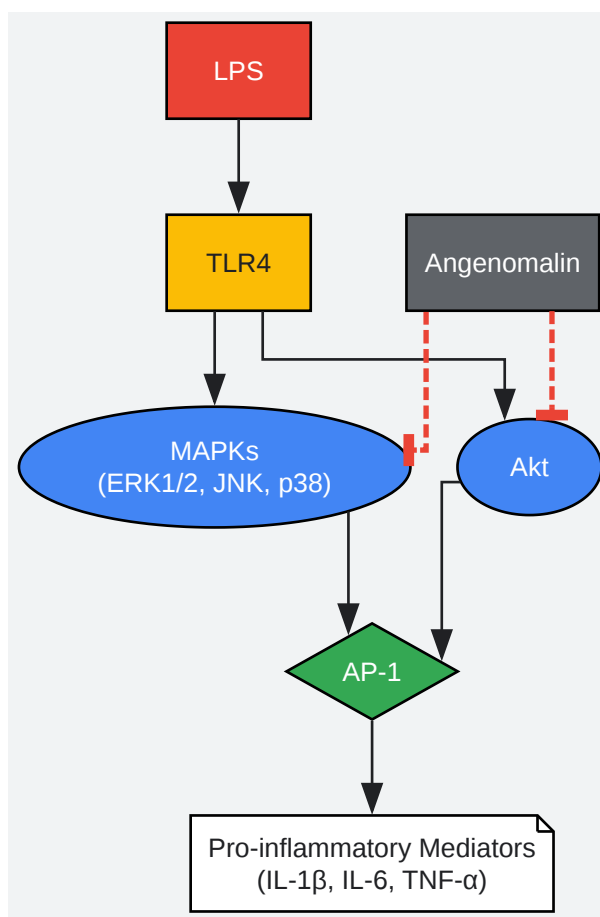 LPS
TLR4
Angenomalin
MAPKs
(ERK1/2, JNK, p38)
Akt
AP-1
Pro-inflammatory Mediators
(IL-1β, IL-6, TNF-α)